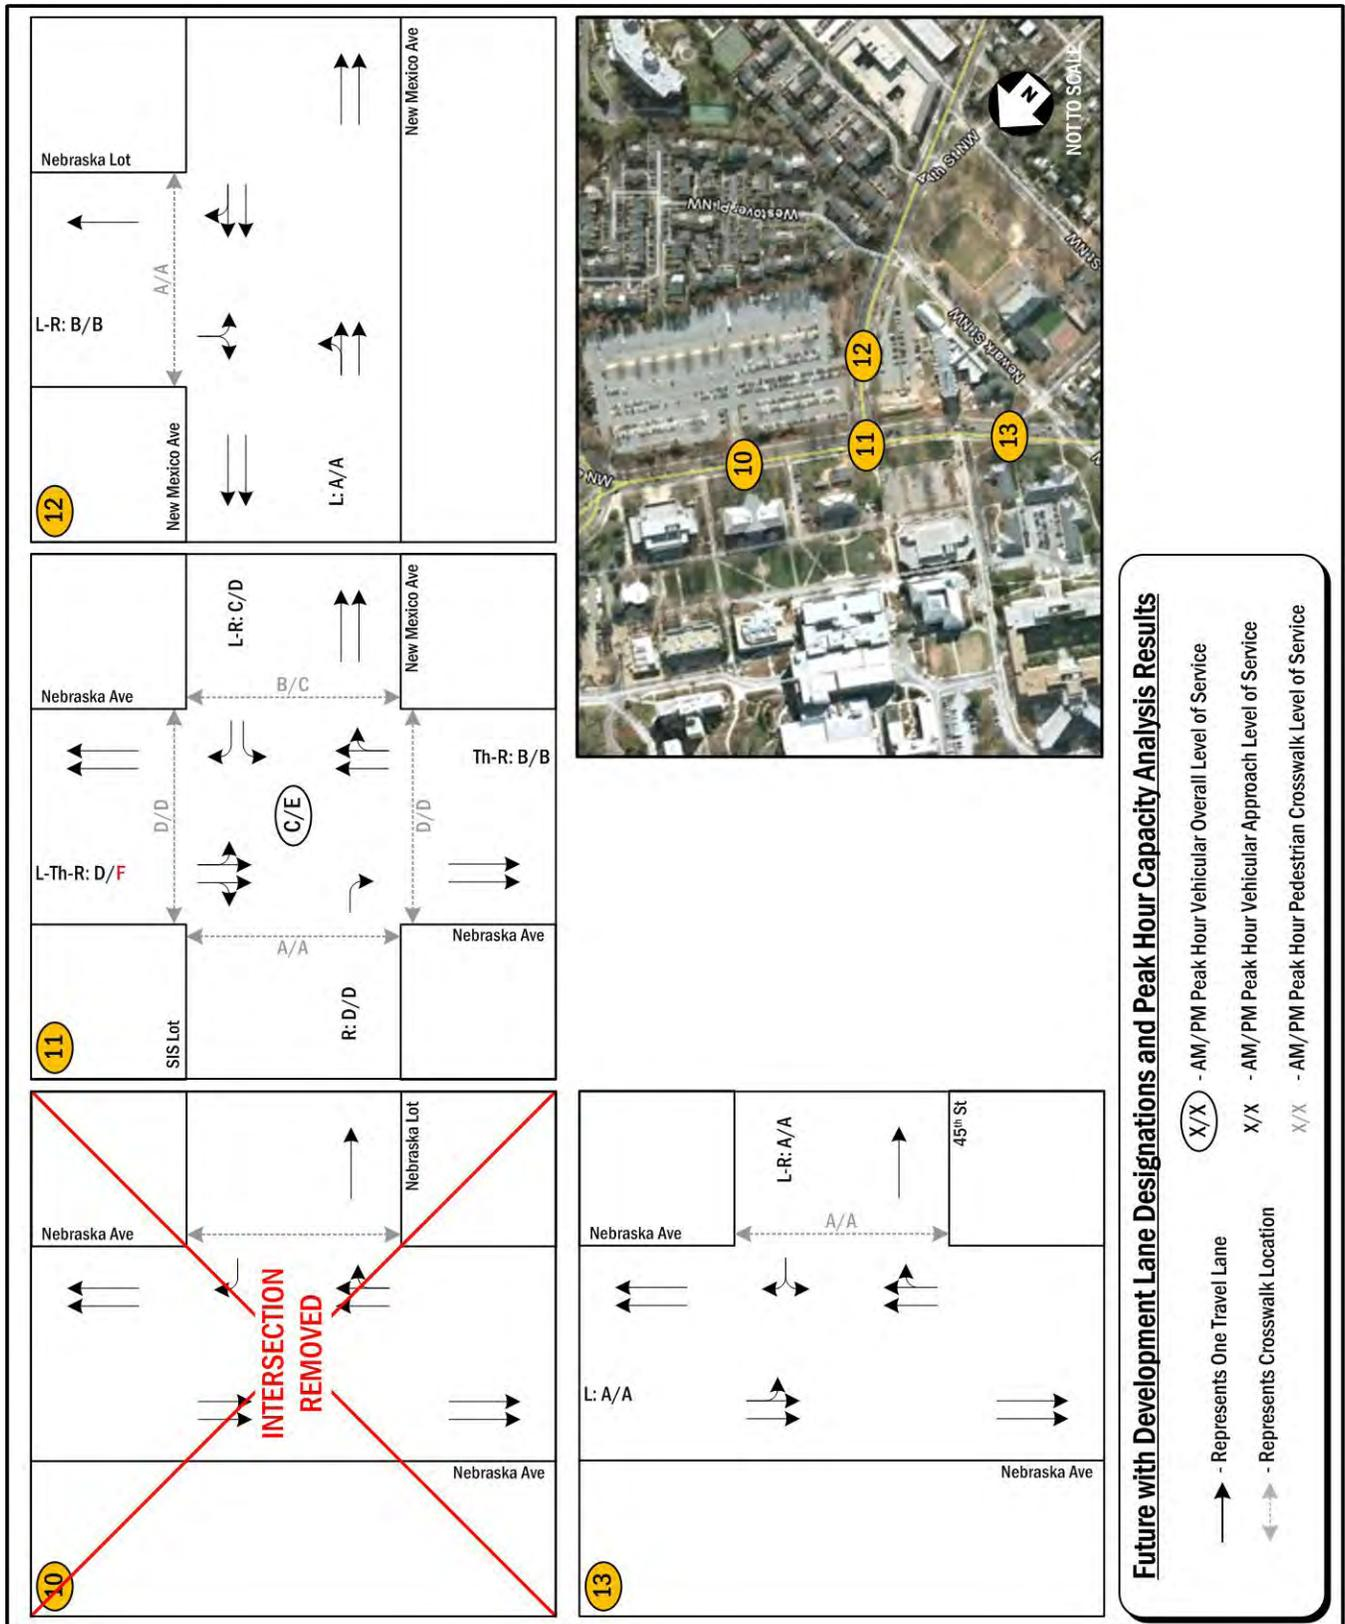 10
Nebraska Ave
Nebraska Lot
INTERSECTION
REMOVED
Nebraska Ave
11
SIS Lot
L-Th-R: D/F
Nebraska Ave
D/D
L-R: C/D
B/C
C/E
A/A
R: D/D
D/D
Th-R: B/B
Nebraska Ave
New Mexico Ave
12
New Mexico Ave
L-R: B/B
Nebraska Lot
A/A
L: A/A
New Mexico Ave
13
L: A/A
Nebraska Ave
L-R: A/A
A/A
45th St
Nebraska Ave
Westover Pl NW
Newark St NW
St NW
10
11
12
13
N
NOT TO SCALE
Future with Development Lane Designations and Peak Hour Capacity Analysis Results
- Represents One Travel Lane
- Represents Crosswalk Location
X/X - AM/PM Peak Hour Vehicular Overall Level of Service
X/X - AM/PM Peak Hour Vehicular Approach Level of Service
X/X - AM/PM Peak Hour Pedestrian Crosswalk Level of Service